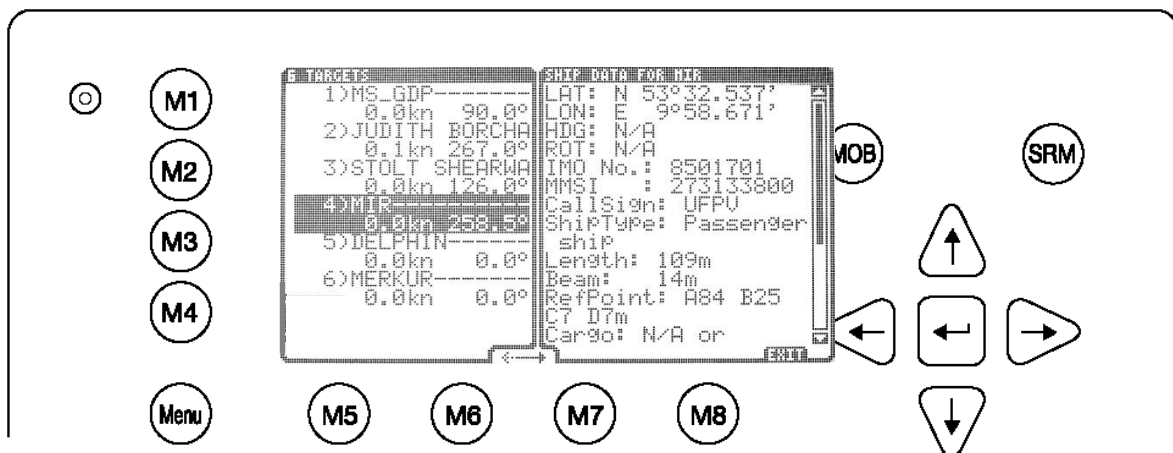 M1
M2
M3
M4
Menu
6 TARGETS
1)MS_GDP--------
0.0kn 90.0°
2)JUDITH BORCHA
0.1kn 267.0°
3)STOLT SHEARWA
0.0kn 126.0°
4)MIR-----------
0.0kn 258.5°
5)DELPHIN-------
0.0kn 0.0°
6)MERKUR--------
0.0kn 0.0°
SHIP DATA FOR MIR
LAT: N 53°32.537'
LON: E 9°58.671'
HDG: N/A
ROT: N/A
IMO No.: 8501701
MMSI : 273133800
CallSign: UFPV
ShipType: Passenger
ship
Length: 109m
Beam: 14m
RefPoint: A84 B25
C7 D7m
Cargo: N/A or
EXIT
MOB
SRM
M5
M6
M7
M8